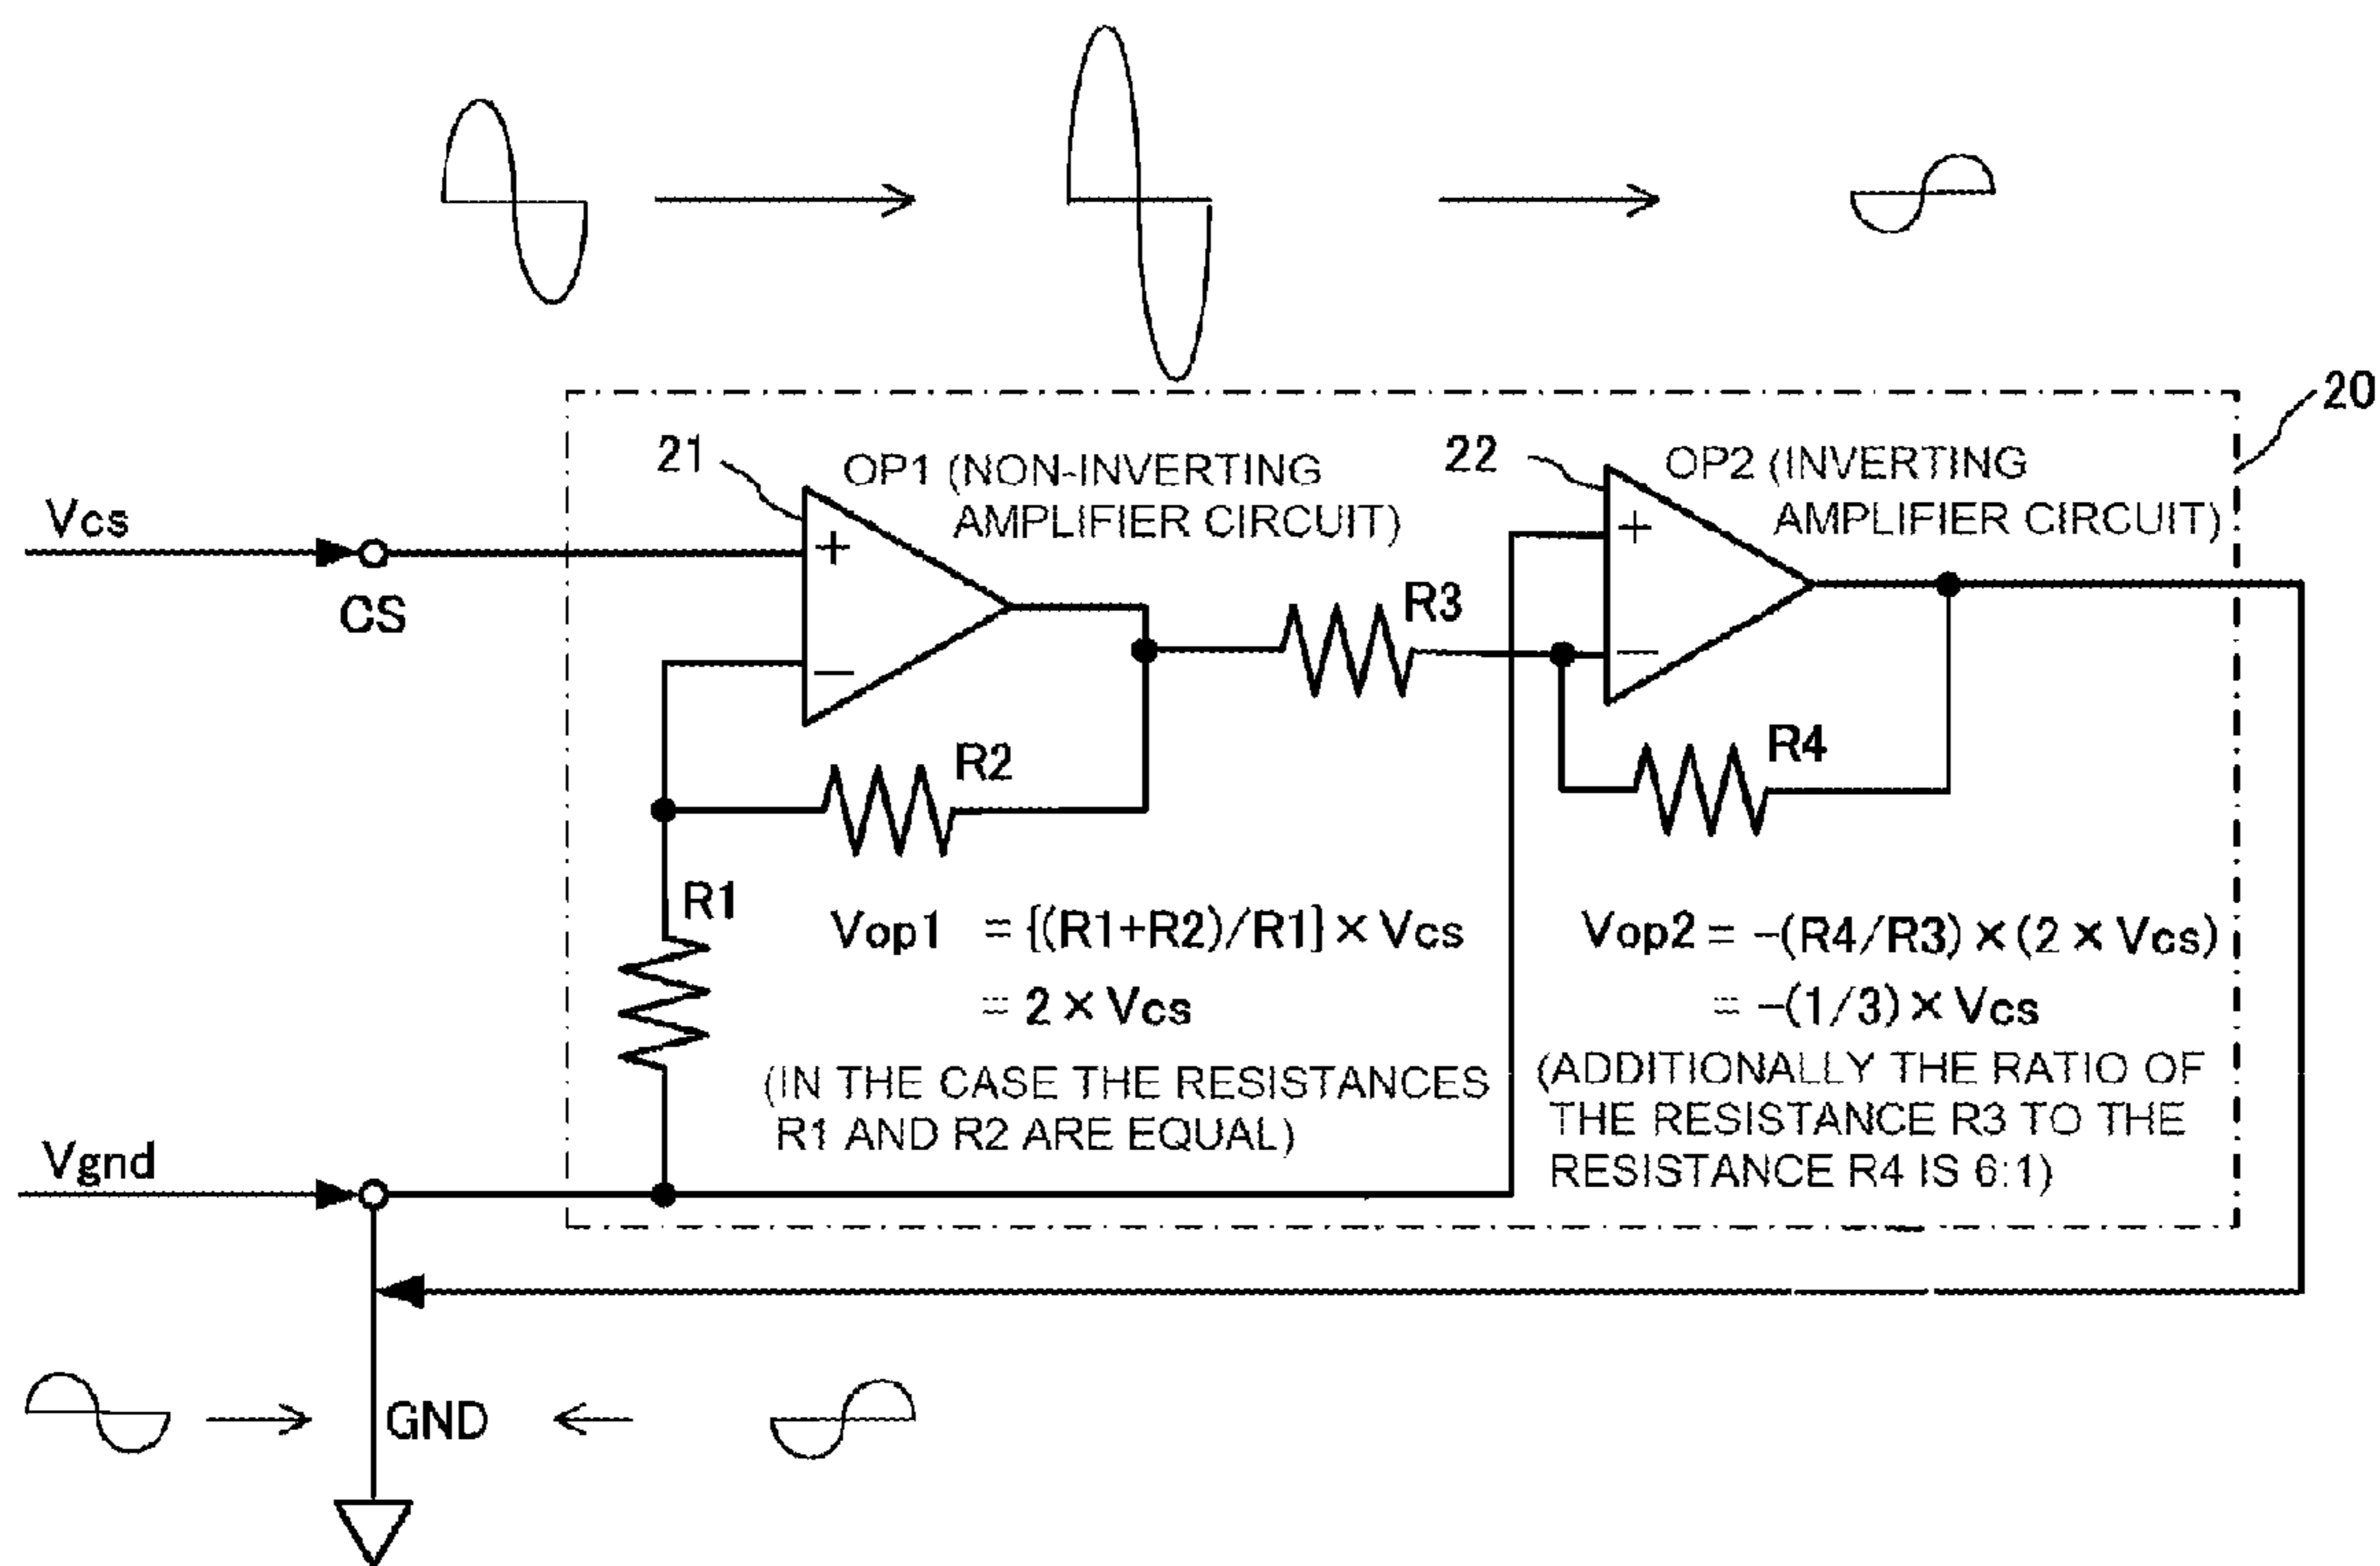 20
21
OP1 (NON-INVERTING
AMPLIFIER CIRCUIT)
22
OP2 (INVERTING
AMPLIFIER CIRCUIT)
Vcs
CS
+
−
+
−
R3
R2
R4
R1
Vop1 = {(R1+R2)/R1} × Vcs
= 2 × Vcs
(IN THE CASE THE RESISTANCES
R1 AND R2 ARE EQUAL)
Vop2 = −(R4/R3) × (2 × Vcs)
= −(1/3) × Vcs
(ADDITIONALLY THE RATIO OF
THE RESISTANCE R3 TO THE
RESISTANCE R4 IS 6:1)
Vgnd
GND